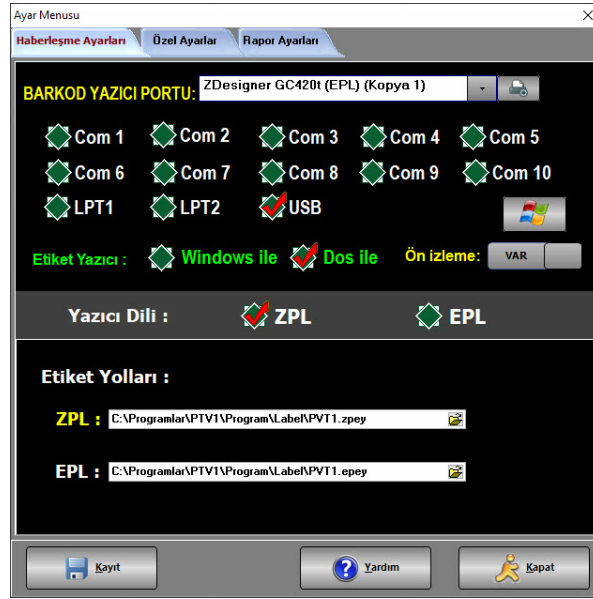 Ayar Menusu
Haberleşme Ayarları Özel Ayarlar Rapor Ayarları
BARKOD YAZICI PORTU: ZDesigner GC420t (EPL) (Kopya 1)
Com 1 Com 2 Com 3 Com 4 Com 5
Com 6 Com 7 Com 8 Com 9 Com 10
LPT1 LPT2 USB
Etiket Yazıcı : Windows ile Dos ile Ön izleme: VAR
Yazıcı Dili : ZPL EPL
Etiket Yolları :
ZPL : C:\Programlar\PTV1\Program\Label\PVT1.zpey
EPL : C:\Programlar\PTV1\Program\Label\PVT1.epey
Kayıt Yardım Kapat